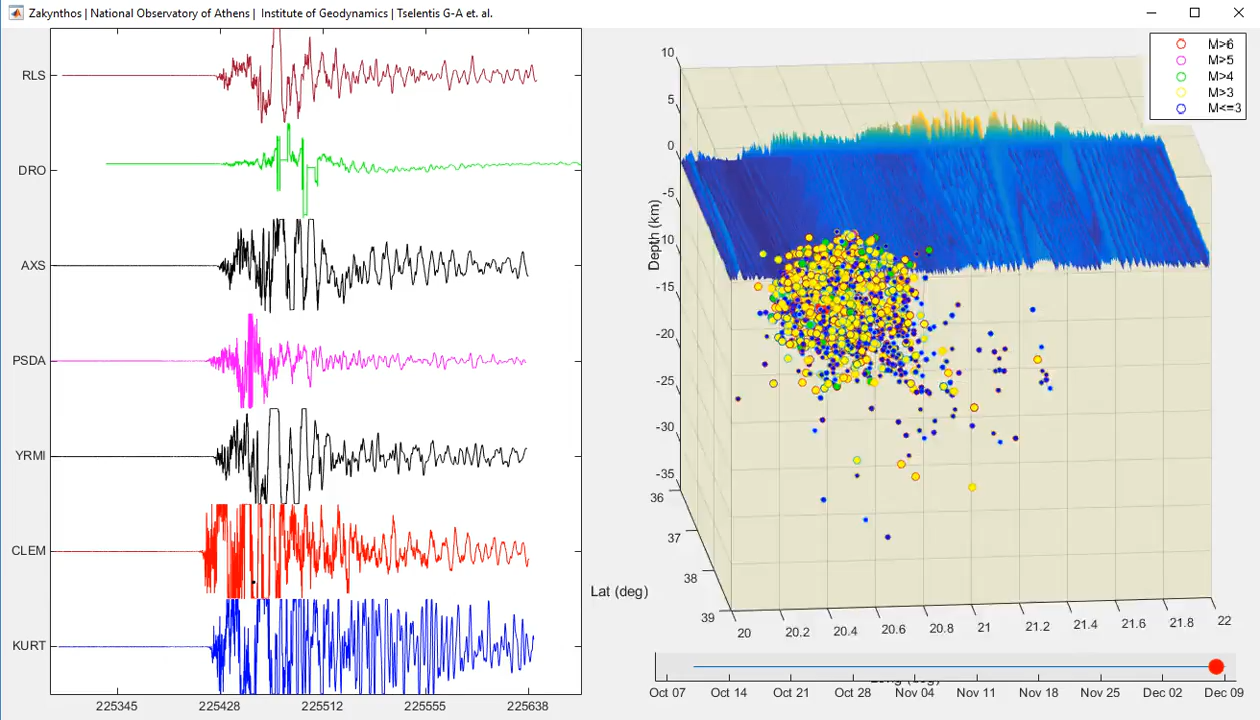 Zakynthos | National Observatory of Athens | Institute of Geodynamics | Tselentis G-A et. al.
RLS
DRO
AXS
PSDA
YRMI
CLEM
KURT
225345 225428 225512 225555 225638
M>6
M>5
M>4
M>3
M<=3
10
5
0
-5
-10
-15
-20
-25
-30
-35
Depth (km)
36
37
38
39
Lat (deg)
20 20.2 20.4 20.6 20.8 21 21.2 21.4 21.6 21.8 22
Oct 07 Oct 14 Oct 21 Oct 28 Nov 04 Nov 11 Nov 18 Nov 25 Dec 02 Dec 09